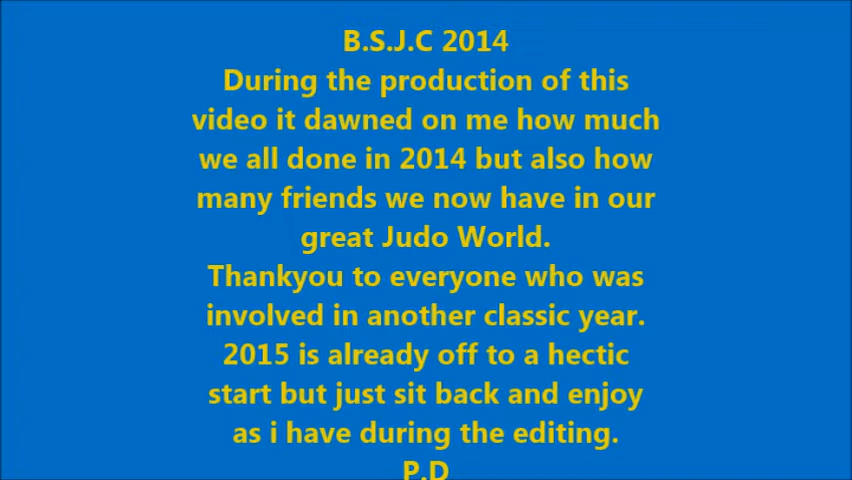 B.S.J.C 2014
During the production of this
video it dawned on me how much
we all done in 2014 but also how
many friends we now have in our
great Judo World.
Thankyou to everyone who was
involved in another classic year.
2015 is already off to a hectic
start but just sit back and enjoy
as i have during the editing.
P.D